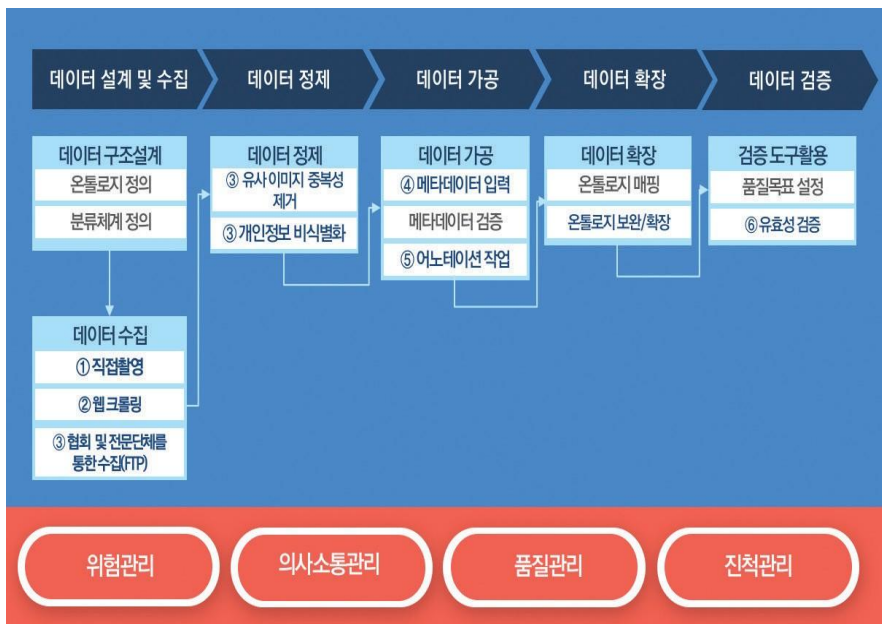 데이터 설계 및 수집
데이터 정제
데이터 가공
데이터 확장
데이터 검증
데이터 구조설계
온톨로지 정의
분류체계 정의
데이터 수집
① 직접촬영
② 웹 크롤링
③ 협회 및 전문단체를
통한 수집(FTP)
데이터 정제
③ 유사 이미지 중복성
제거
③ 개인정보 비식별화
데이터 가공
④ 메타데이터 입력
메타데이터 검증
⑤ 어노테이션 작업
데이터 확장
온톨로지 매핑
온톨로지 보완/확장
검증 도구활용
품질목표 설정
⑥ 유효성 검증
위험관리
의사소통관리
품질관리
진척관리